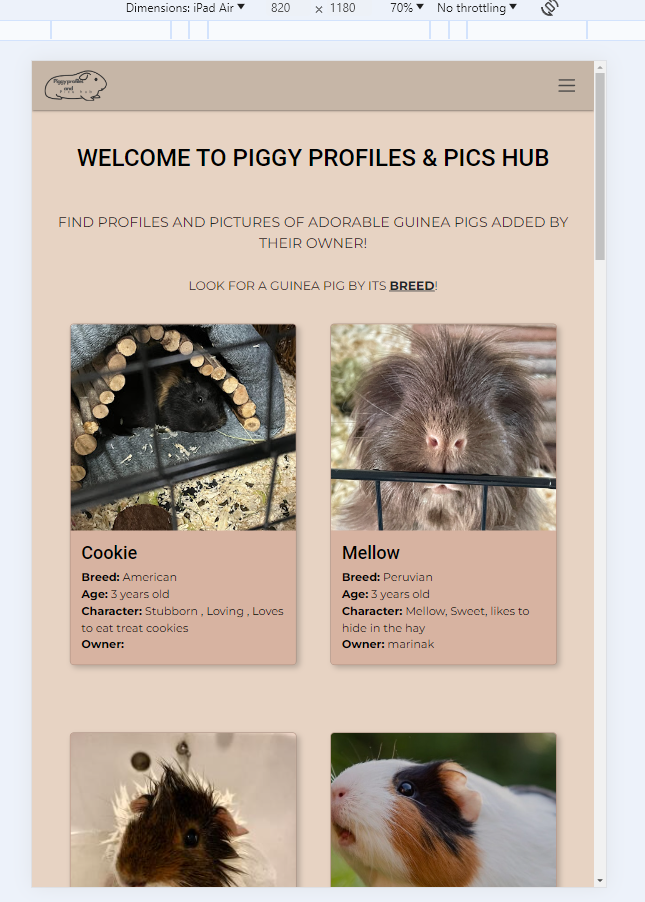 Dimensions: iPad Air ▼ 820 × 1180 70% ▼ No throttling ▼
Piggyprofiles
and
Pics Hub
WELCOME TO PIGGY PROFILES & PICS HUB
FIND PROFILES AND PICTURES OF ADORABLE GUINEA PIGS ADDED BY
THEIR OWNER!
LOOK FOR A GUINEA PIG BY ITS BREED!
Cookie
Breed: American
Age: 3 years old
Character: Stubborn , Loving , Loves
to eat treat cookies
Owner:
Mellow
Breed: Peruvian
Age: 3 years old
Character: Mellow, Sweet, likes to
hide in the hay
Owner: marinak